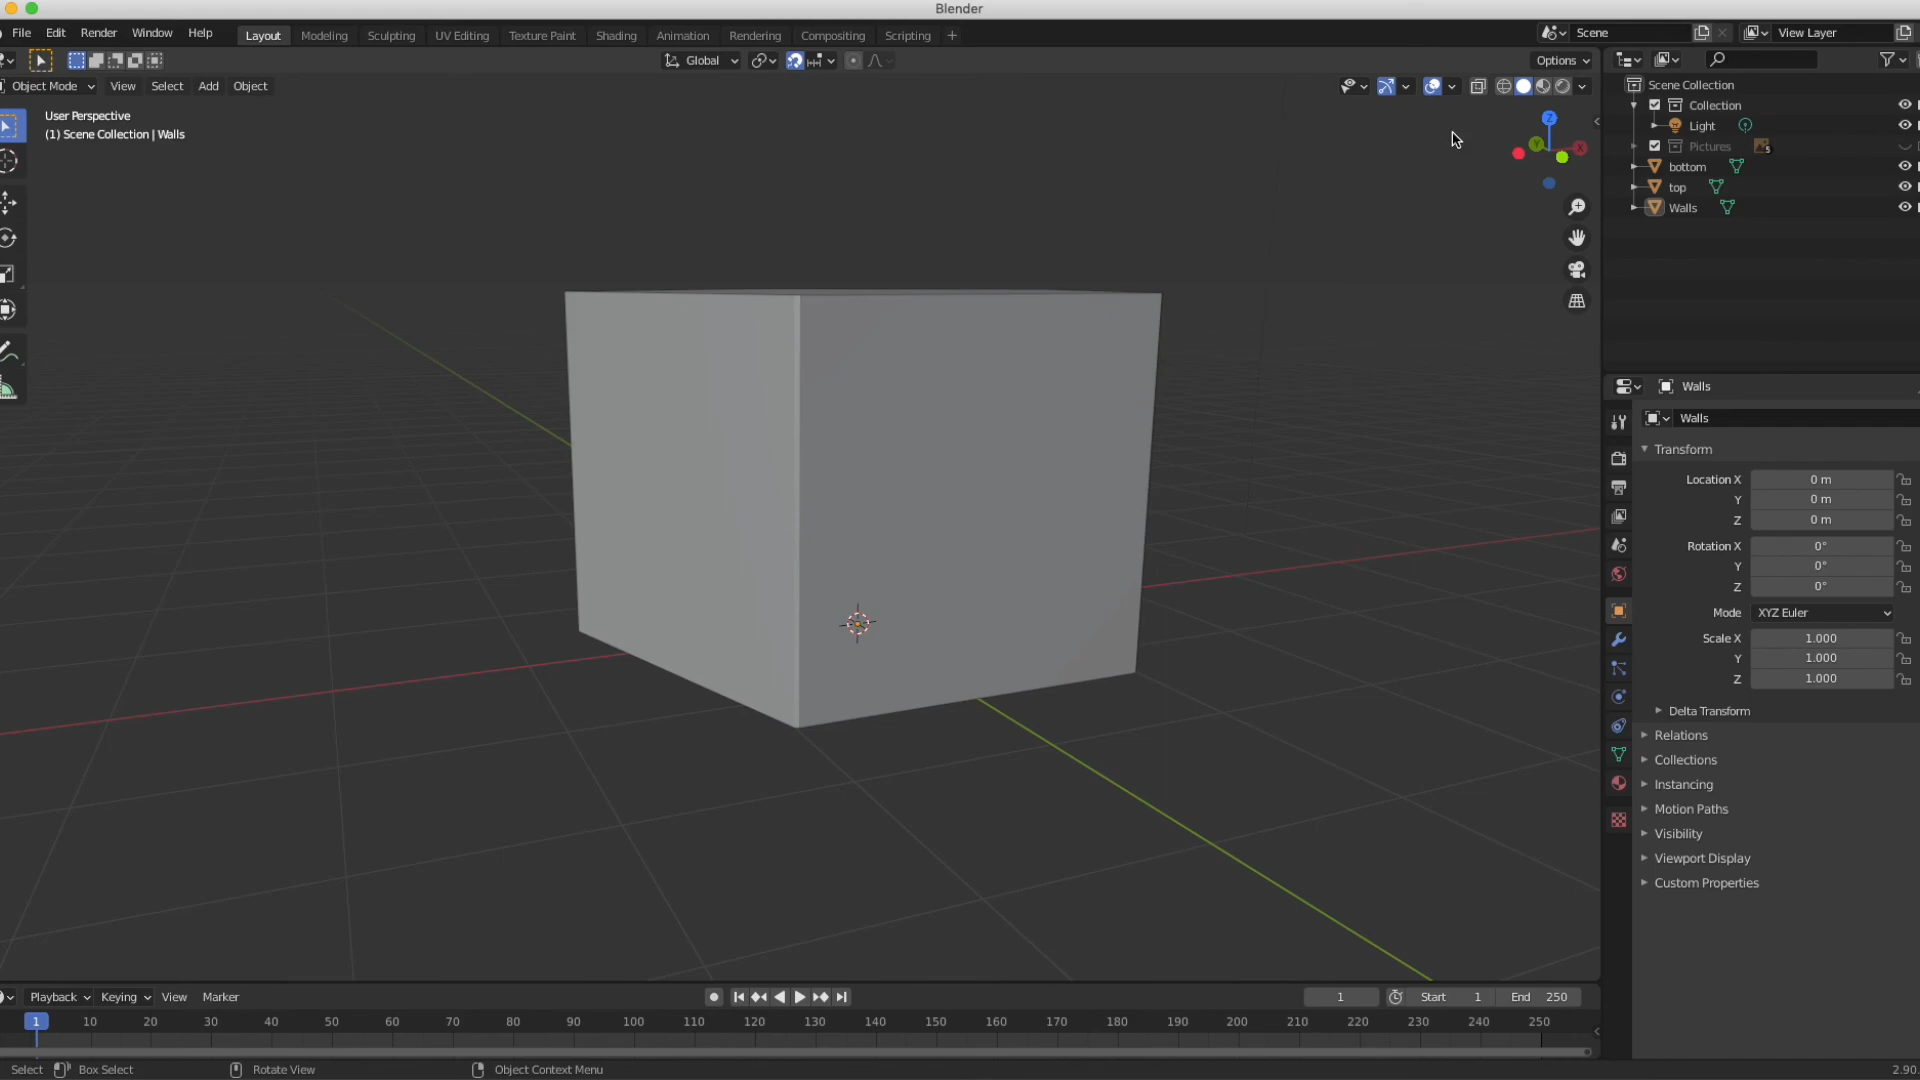 Blender
File Edit Render Window Help Layout Modeling Sculpting UV Editing Texture Paint Shading Animation Rendering Compositing Scripting + Scene View Layer
Global Options
Object Mode View Select Add Object
User Perspective
(1) Scene Collection | Walls
Z
Y
X
Scene Collection
Collection
Light
Pictures 5
bottom
top
Walls
Walls
Walls
Transform
Location X 0 m
Y 0 m
Z 0 m
Rotation X 0°
Y 0°
Z 0°
Mode XYZ Euler
Scale X 1.000
Y 1.000
Z 1.000
Delta Transform
Relations
Collections
Instancing
Motion Paths
Visibility
Viewport Display
Custom Properties
Playback Keying View Marker 1 Start 1 End 250
1 10 20 30 40 50 60 70 80 90 100 110 120 130 140 150 160 170 180 190 200 210 220 230 240 250
Select Box Select Rotate View Object Context Menu 2.90.